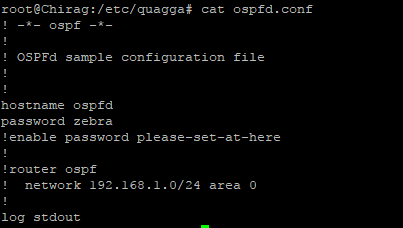 root@Chirag:/etc/quagga# cat ospfd.conf
! -*- ospf -*-
!
! OSPFd sample configuration file
!
!
hostname ospfd
password zebra
!enable password please-set-at-here
!
!router ospf
!  network 192.168.1.0/24 area 0
!
log stdout